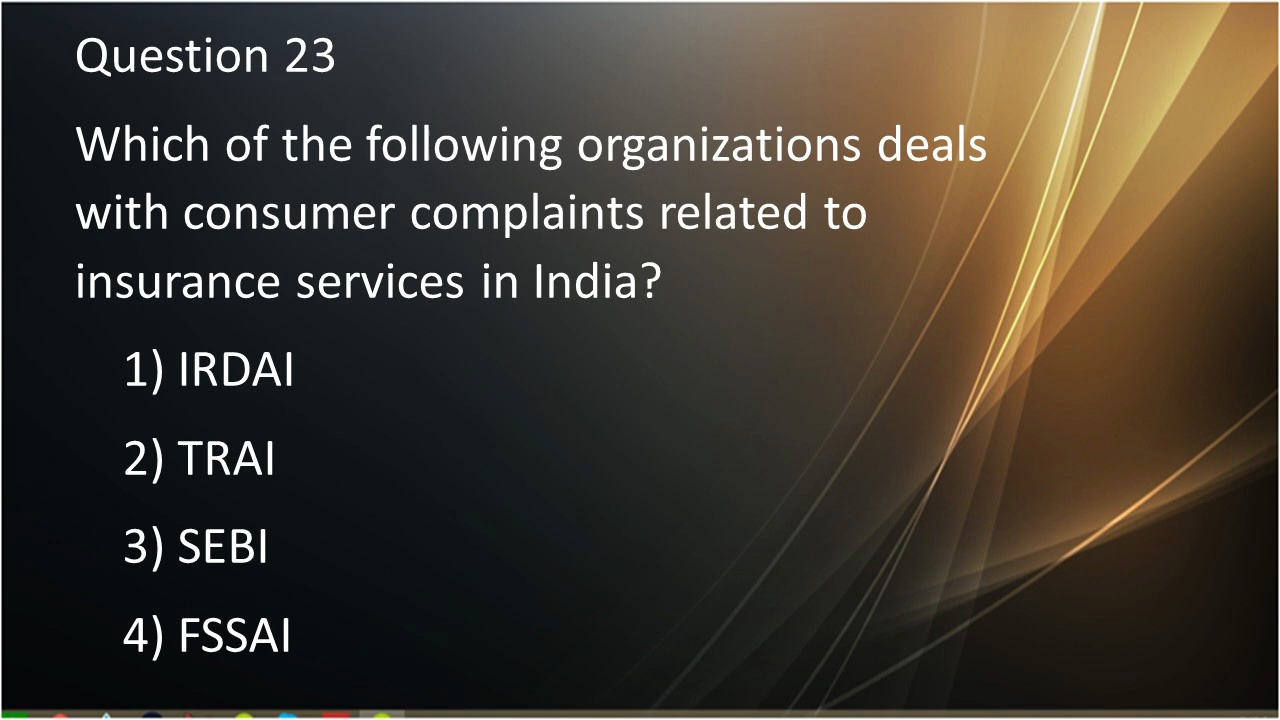 Question 23
Which of the following organizations deals
with consumer complaints related to
insurance services in India?
1) IRDAI
2) TRAI
3) SEBI
4) FSSAI